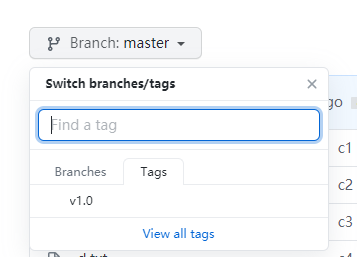 Branch: master
Switch branches/tags
Find a tag
Branches Tags
v1.0
View all tags
go
c1
c2
c3
c4
d.txt